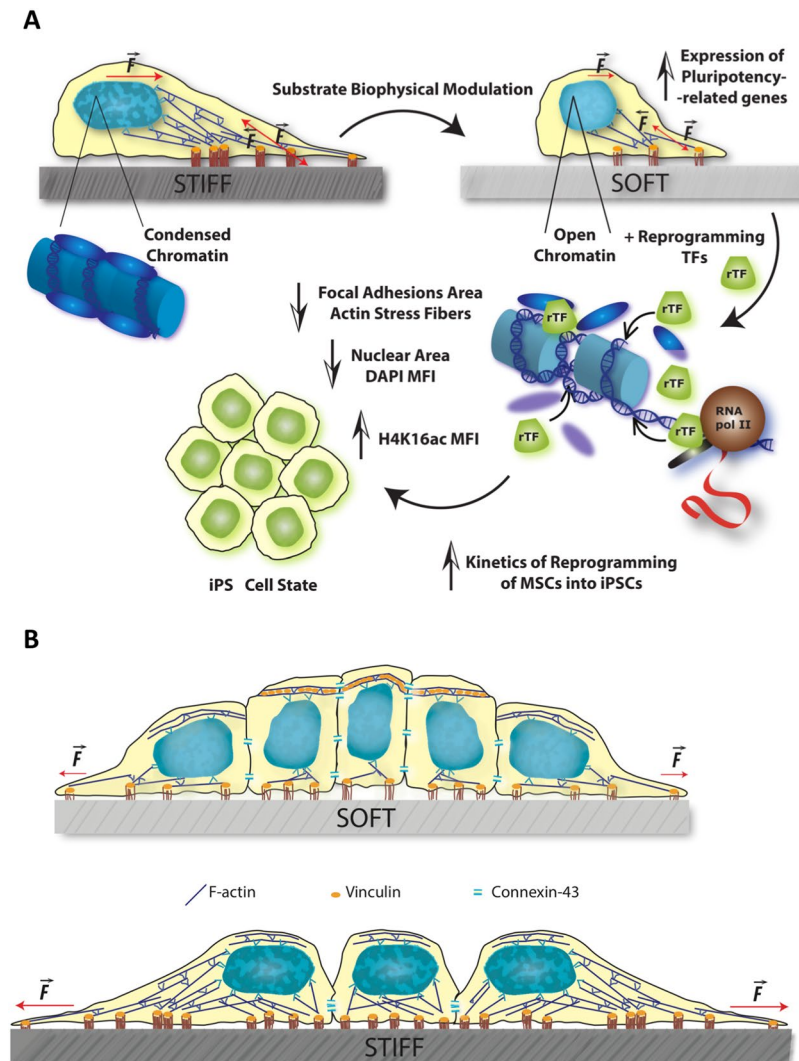 A
F
F
F
STIFF
Substrate Biophysical Modulation
F
F
F
SOFT
Expression of
Pluripotency-
-related genes
Condensed
Chromatin
Open
Chromatin
+ Reprogramming
TFs
rTF
rTF
rTF
rTF
rTF
rTF
RNA
pol II
Focal Adhesions Area
Actin Stress Fibers
Nuclear Area
DAPI MFI
H4K16ac MFI
iPS Cell State
Kinetics of Reprogramming
of MSCs into iPSCs
B
F
F
SOFT
F-actin
Vinculin
Connexin-43
F
F
STIFF